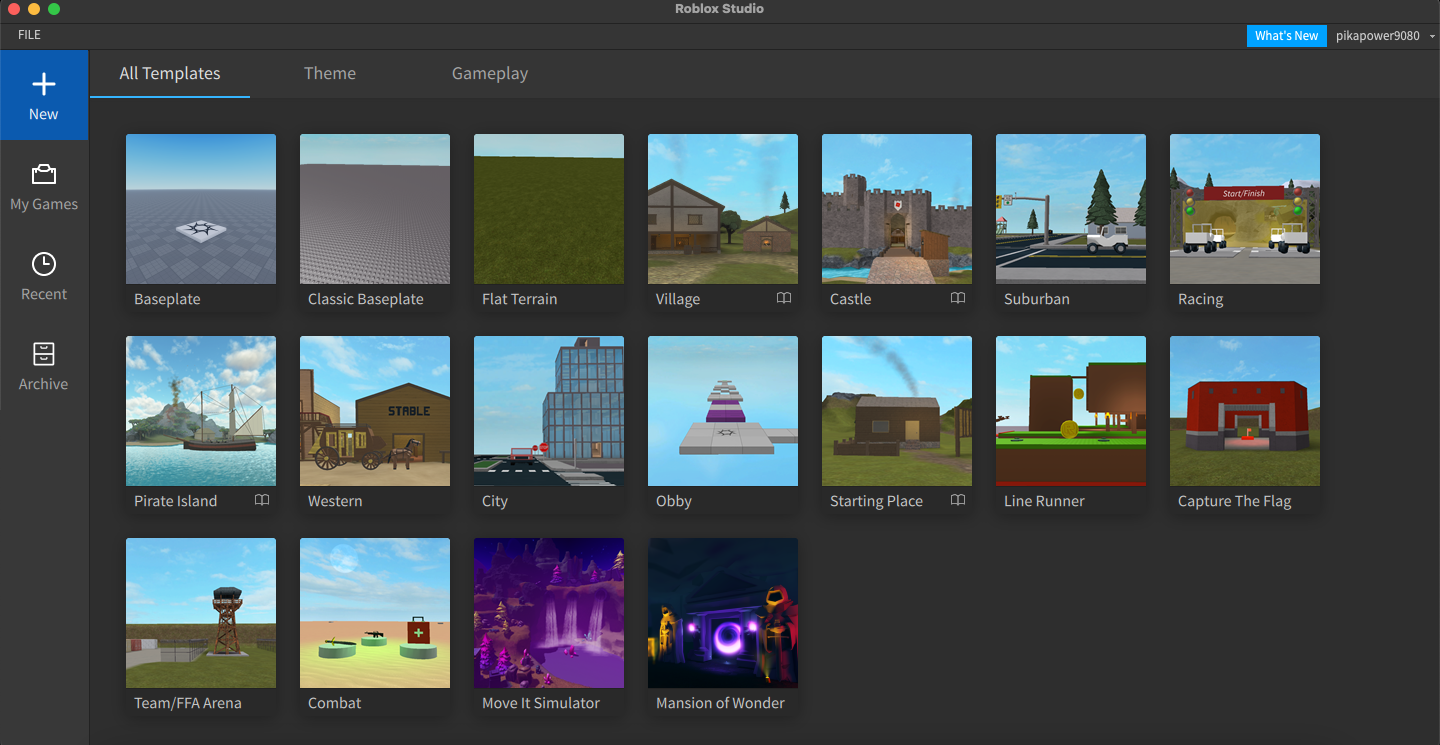 Roblox Studio
FILE
What's New
pikapower9080
New
My Games
Recent
Archive
All Templates
Theme
Gameplay
Start/Finish
Baseplate
Classic Baseplate
Flat Terrain
Village
Castle
Suburban
Racing
STABLE
Pirate Island
Western
City
Obby
Starting Place
Line Runner
Capture The Flag
Team/FFA Arena
Combat
Move It Simulator
Mansion of Wonder